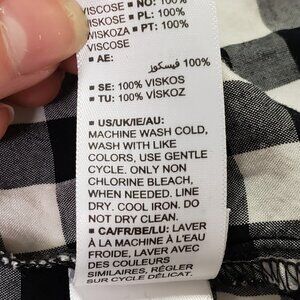 VISCOSE ▪ NO: 100%
VISKOSE ▪ PL: 100%
WISKOZA ▪ PT: 100%
VISCOSE
▪ AE:
100% فيسكوز
▪ SE: 100% VISKOS
▪ TU: 100% VİSKOZ
▪ US/UK/IE/AU:
MACHINE WASH COLD,
WASH WITH LIKE
COLORS, USE GENTLE
CYCLE. ONLY NON
CHLORINE BLEACH,
WHEN NEEDED. LINE
DRY. COOL IRON. DO
NOT DRY CLEAN.
▪ CA/FR/BE/LU: LAVER
À LA MACHINE À L'EAU
FROIDE, LAVER AVEC
DES COULEURS
SIMILAIRES, RÉGLER
SUR CYCLE DÉLICAT.